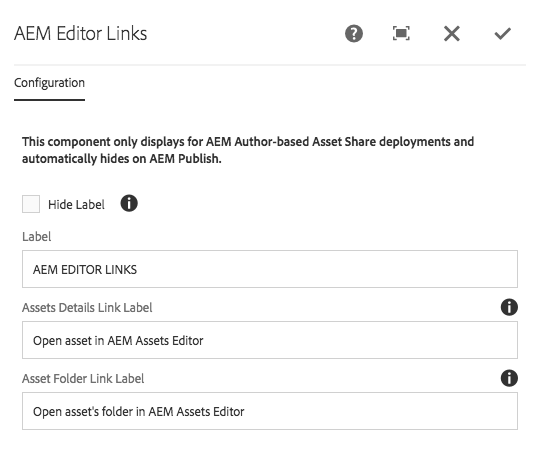 AEM Editor Links
Configuration
This component only displays for AEM Author-based Asset Share deployments and
automatically hides on AEM Publish.
Hide Label
Label
AEM EDITOR LINKS
Assets Details Link Label
Open asset in AEM Assets Editor
Asset Folder Link Label
Open asset's folder in AEM Assets Editor